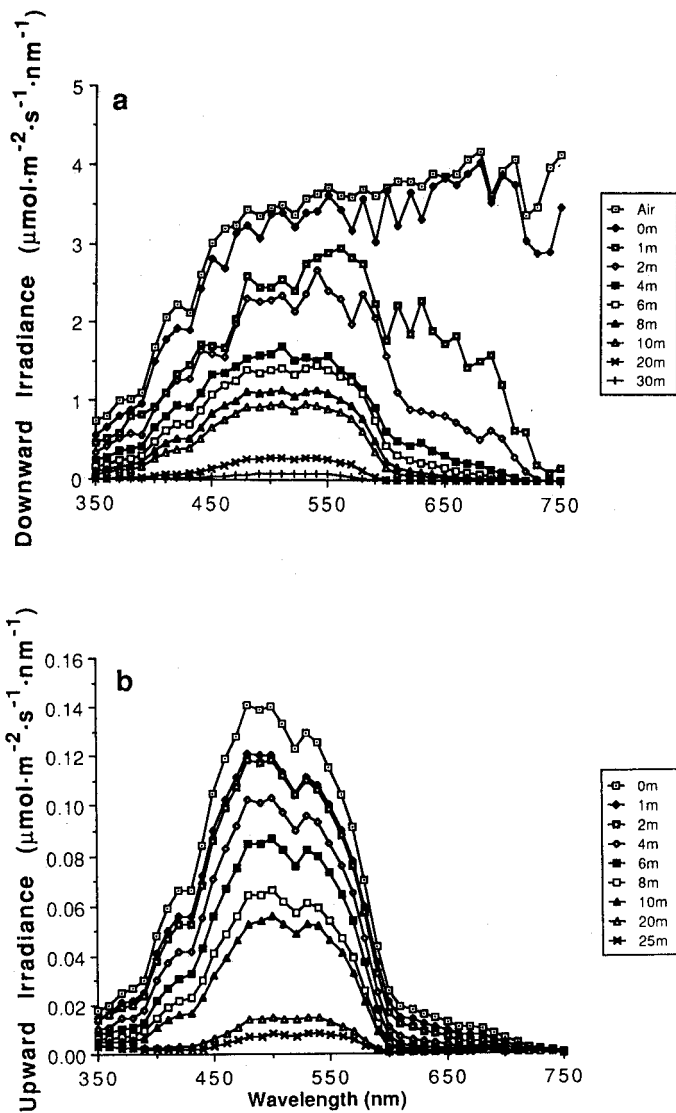 a
Downward Irradiance (μmol·m⁻²·s⁻¹·nm⁻¹)
5
4
3
2
1
0
350 450 550 650 750
Air
0m
1m
2m
4m
6m
8m
10m
20m
30m
b
Upward Irradiance (μmol·m⁻²·s⁻¹·nm⁻¹)
0.16
0.14
0.12
0.10
0.08
0.06
0.04
0.02
0.00
350 450 550 650 750
Wavelength (nm)
0m
1m
2m
4m
6m
8m
10m
20m
25m